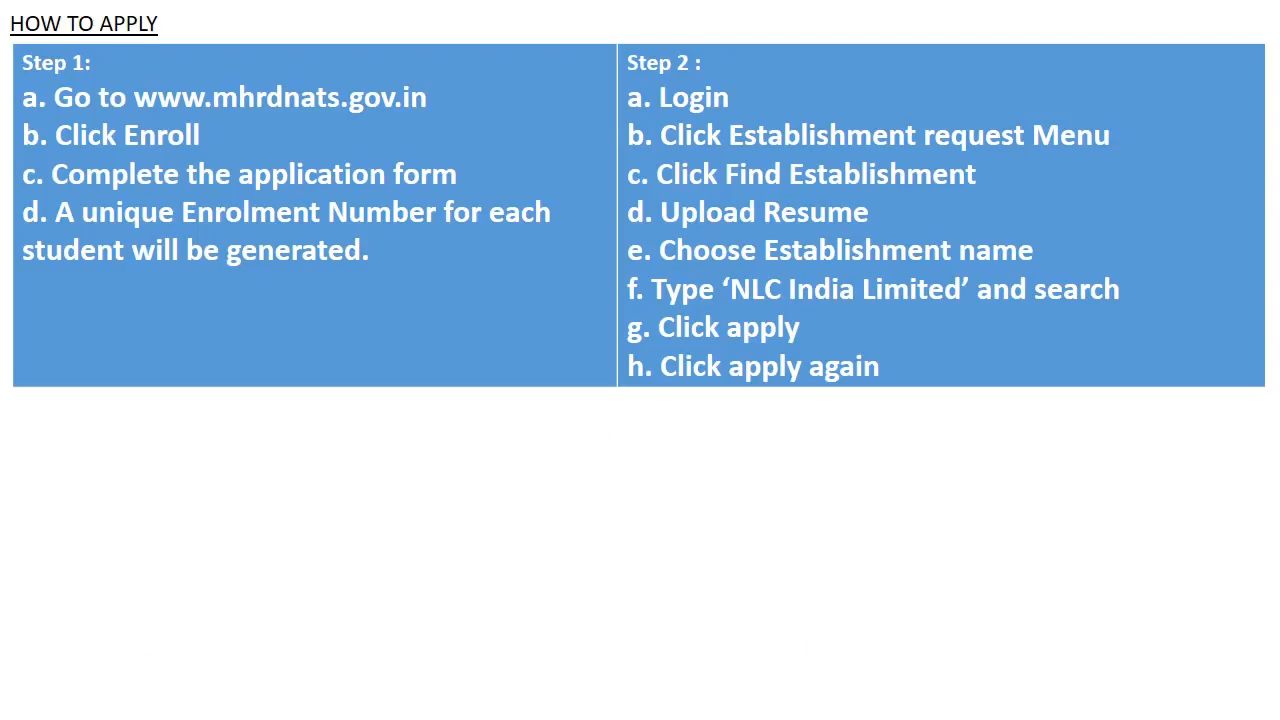 HOW TO APPLY
Step 1:
a. Go to www.mhrdnats.gov.in
b. Click Enroll
c. Complete the application form
d. A unique Enrolment Number for each
student will be generated.
Step 2 :
a. Login
b. Click Establishment request Menu
c. Click Find Establishment
d. Upload Resume
e. Choose Establishment name
f. Type ‘NLC India Limited’ and search
g. Click apply
h. Click apply again